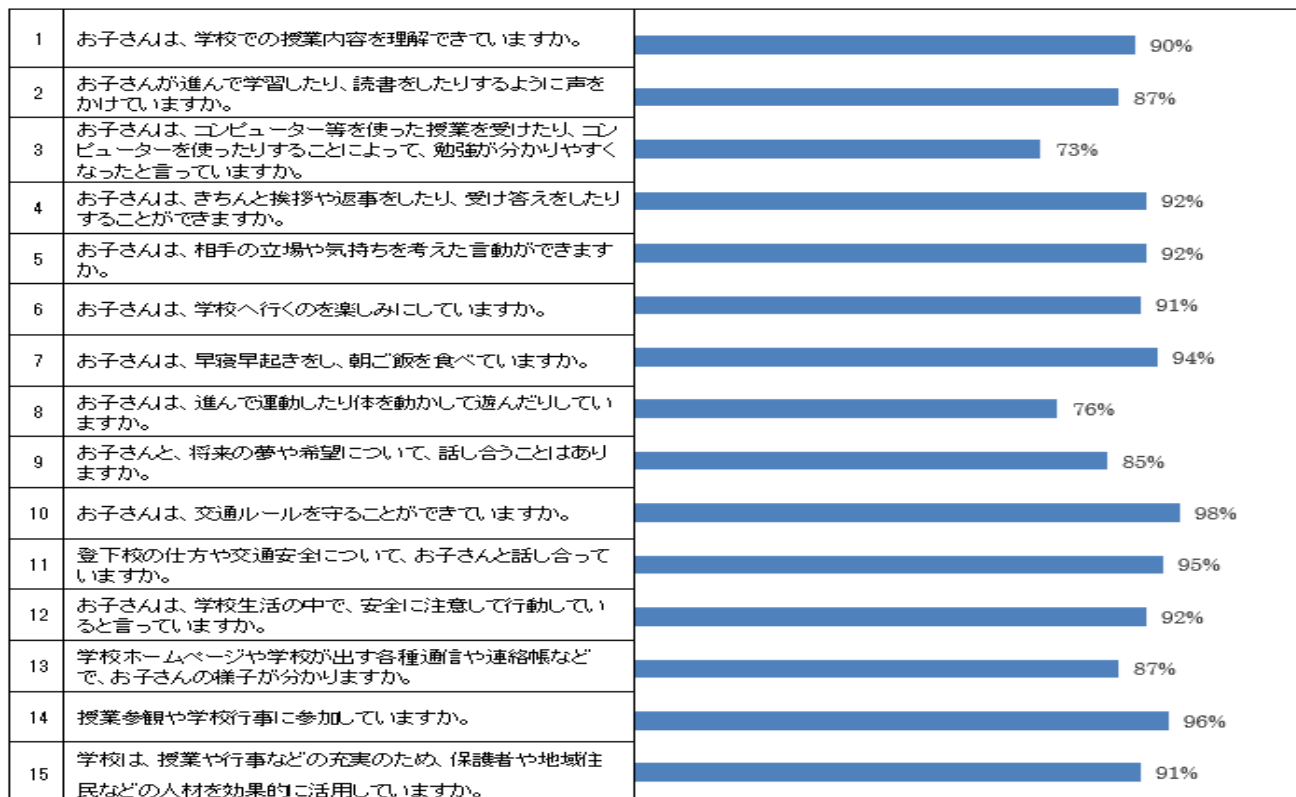 1 お子さんは、学校での授業内容を理解できていますか。 90%
2 お子さんが進んで学習したり、読書をしたりするように声を
かけていますか。 87%
3 お子さんは、コンピューター等を使った授業を受けたり、コン
ピューターを使ったりすることによって、勉強が分かりやすく
なったと言っていますか。 73%
4 お子さんは、きちんと挨拶や返事をしたり、受け答えをしたり
することができますか。 92%
5 お子さんは、相手の立場や気持ちを考えた言動ができます
か。 92%
6 お子さんは、学校へ行くのを楽しみにしていますか。 91%
7 お子さんは、早寝早起きをし、朝ご飯を食べていますか。 94%
8 お子さんは、進んで運動したり体を動かして遊んだりしてい
ますか。 76%
9 お子さんと、将来の夢や希望について、話し合うことはあり
ますか。 85%
10 お子さんは、交通ルールを守ることができていますか。 98%
11 登下校の仕方や交通安全について、お子さんと話し合って
いますか。 95%
12 お子さんは、学校生活の中で、安全に注意して行動してい
ると言っていますか。 92%
13 学校ホームページや学校が出す各種通信や連絡帳など
で、お子さんの様子が分かりますか。 87%
14 授業参観や学校行事に参加していますか。 96%
15 学校は、授業や行事などの充実のため、保護者や地域住
民などの人材を効果的に活用していますか。 91%